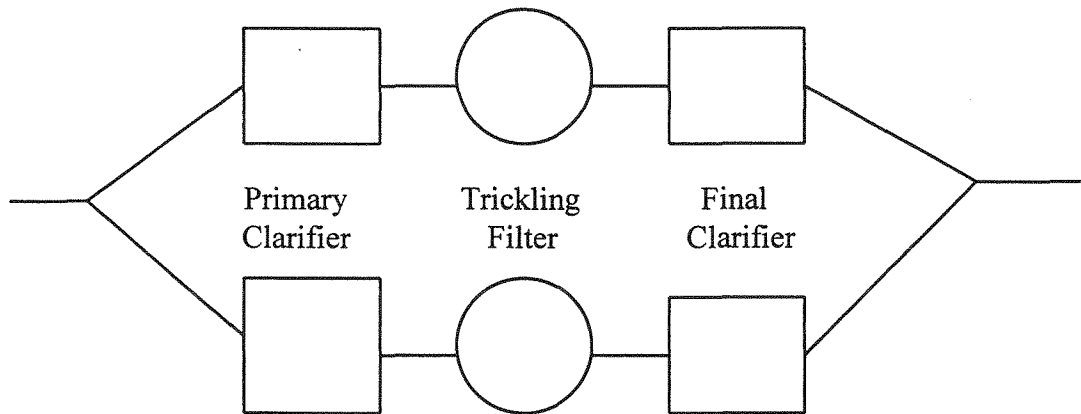 Primary
Clarifier
Trickling
Filter
Final
Clarifier